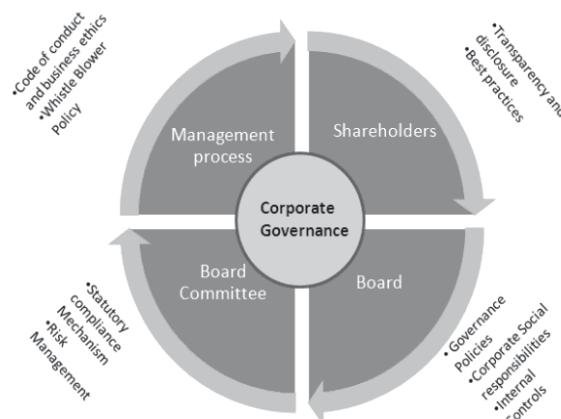 •Code of conduct
and business ethics
•Whistle Blower
Policy
•Transparency and
disclosure
•Best practices
Management
process
Shareholders
Corporate
Governance
Board
Committee
Board
•Statutory
compliance
Mechanism
•Risk
Management
• Governance
Policies
•Corporate Social
responsibilities
•Internal